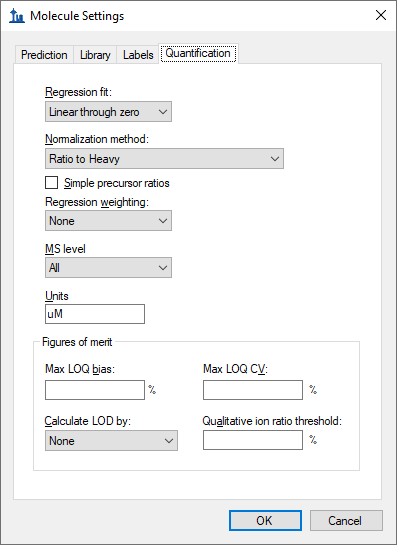 Molecule Settings
Prediction Library Labels Quantification
Regression fit:
Linear through zero
Normalization method:
Ratio to Heavy
Simple precursor ratios
Regression weighting:
None
MS level
All
Units
uM
Figures of merit
Max LOQ bias: Max LOQ CV:
% %
Calculate LOD by: Qualitative ion ratio threshold:
None %
OK Cancel